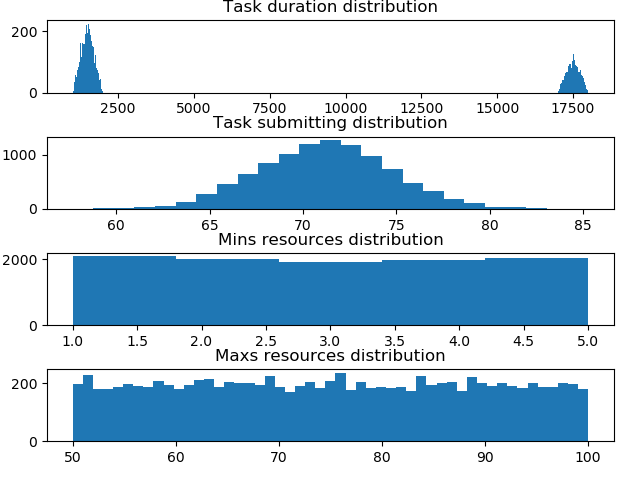 Task duration distribution
200
0
2500 5000 7500 10000 12500 15000 17500
Task submitting distribution
1000
0
60 65 70 75 80 85
Mins resources distribution
2000
0
1.0 1.5 2.0 2.5 3.0 3.5 4.0 4.5 5.0
Maxs resources distribution
200
0
50 60 70 80 90 100